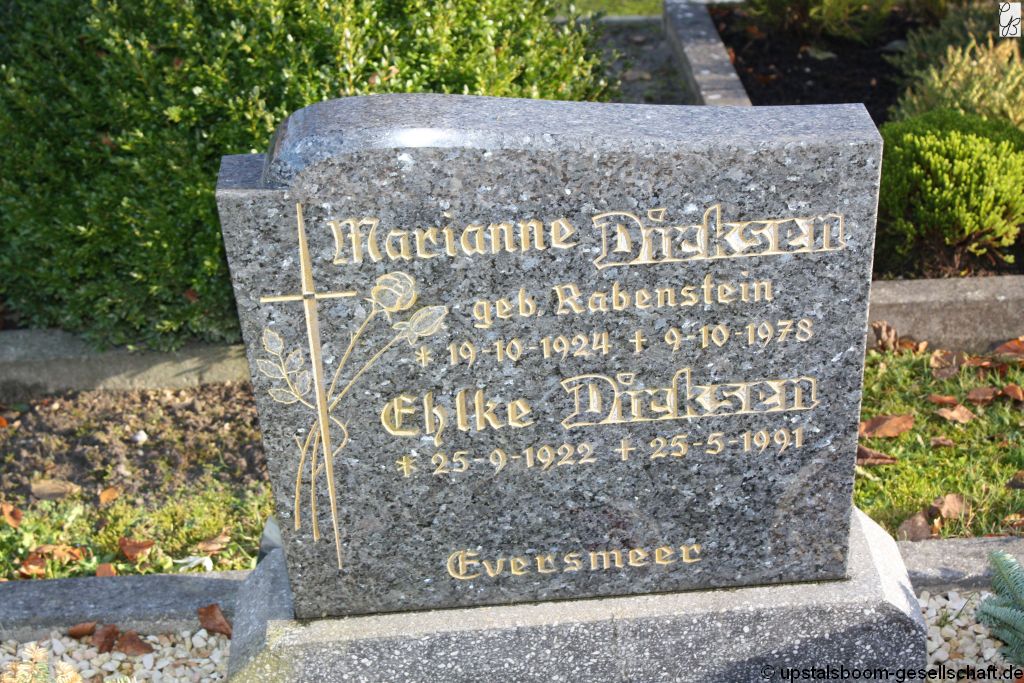 Marianne Dirksen
geb. Rabenstein
* 19-10-1924 + 9-10-1978
Ehlke Dirksen
* 25-9-1922 + 25-5-1991
Eversmeer
© upstalsboom-gesellschaft.de